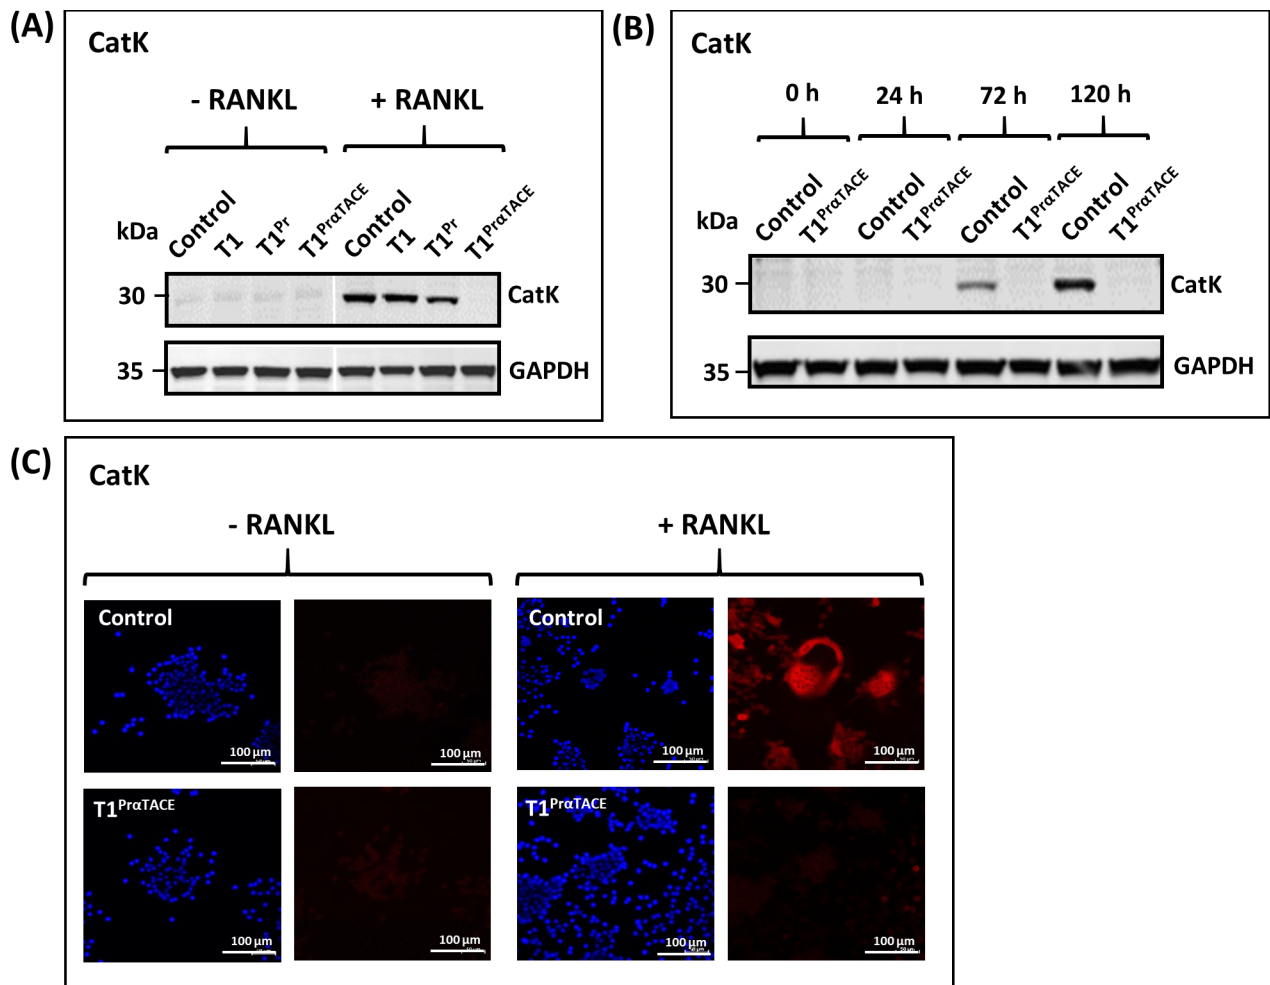 (A)
CatK
- RANKL
+ RANKL
kDa
Control
T1
T1Pr
T1PrαTACE
Control
T1
T1Pr
T1PrαTACE
30
CatK
35
GAPDH
(B)
CatK
0 h
24 h
72 h
120 h
kDa
Control
T1PrαTACE
Control
T1PrαTACE
Control
T1PrαTACE
Control
T1PrαTACE
30
CatK
35
GAPDH
(C)
CatK
- RANKL
+ RANKL
Control
100 µm
100 µm
Control
100 µm
100 µm
T1PrαTACE
100 µm
100 µm
T1PrαTACE
100 µm
100 µm